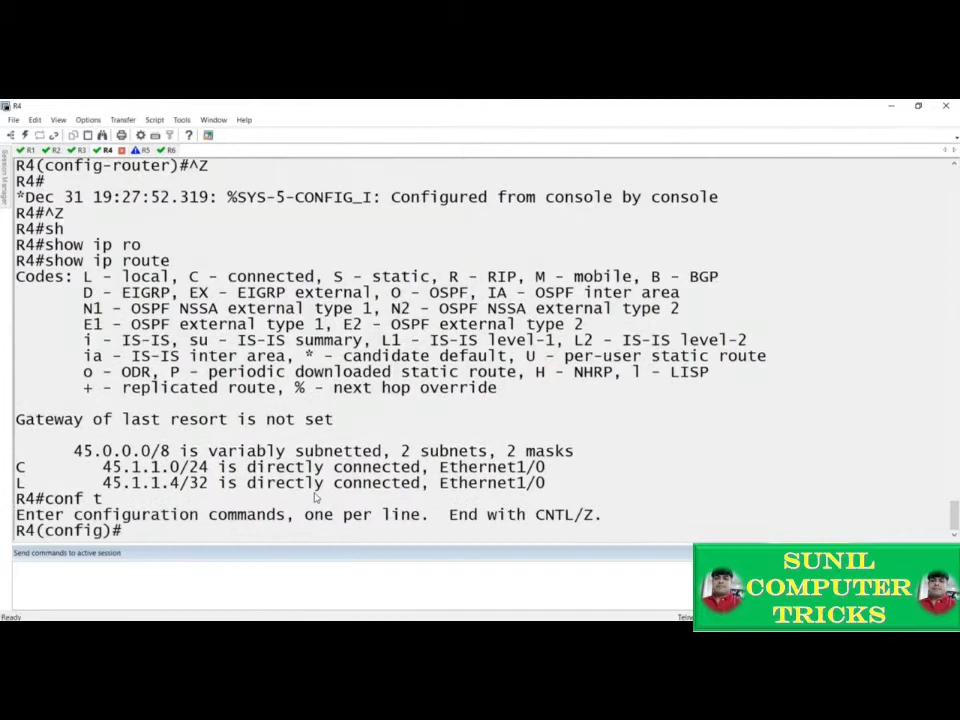 R4
File Edit View Options Transfer Script Tools Window Help
R1 R2 R3 R4 R5 R6
Session Manager
R4(config-router)#^Z
R4#
*Dec 31 19:27:52.319: %SYS-5-CONFIG_I: Configured from console by console
R4#^Z
R4#sh
R4#show ip ro
R4#show ip route
Codes: L - local, C - connected, S - static, R - RIP, M - mobile, B - BGP
D - EIGRP, EX - EIGRP external, O - OSPF, IA - OSPF inter area
N1 - OSPF NSSA external type 1, N2 - OSPF NSSA external type 2
E1 - OSPF external type 1, E2 - OSPF external type 2
i - IS-IS, su - IS-IS summary, L1 - IS-IS level-1, L2 - IS-IS level-2
ia - IS-IS inter area, * - candidate default, U - per-user static route
o - ODR, P - periodic downloaded static route, H - NHRP, l - LISP
+ - replicated route, % - next hop override
Gateway of last resort is not set
45.0.0.0/8 is variably subnetted, 2 subnets, 2 masks
C 45.1.1.0/24 is directly connected, Ethernet1/0
L 45.1.1.4/32 is directly connected, Ethernet1/0
R4#conf t
Enter configuration commands, one per line. End with CNTL/Z.
R4(config)#
Send commands to active session
Ready
SUNIL
COMPUTER
TRICKS